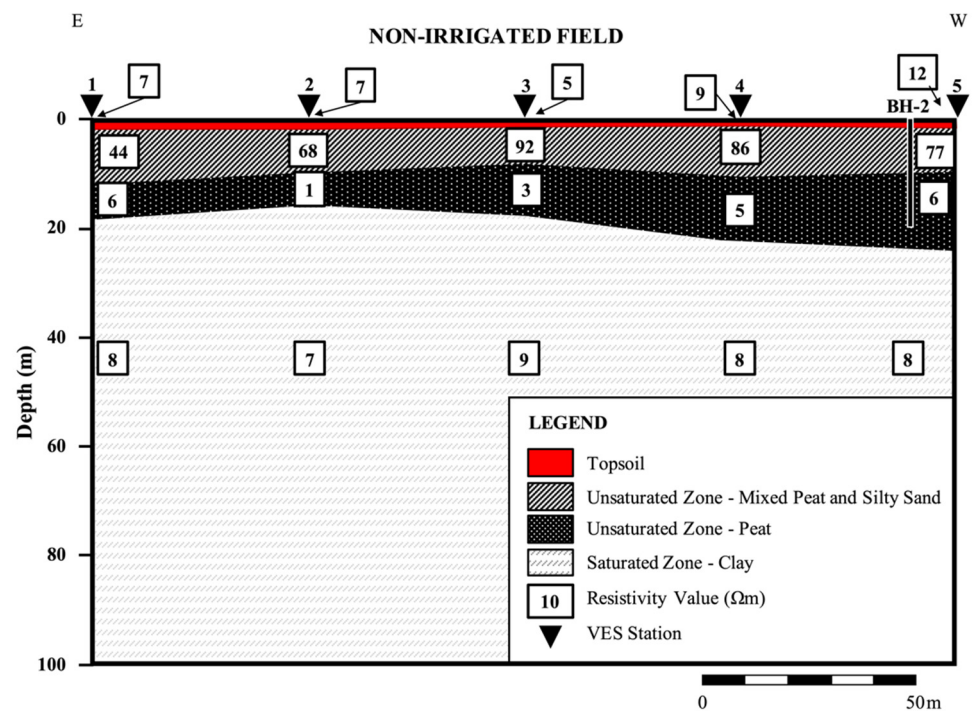 E
W
NON-IRRIGATED FIELD
1 7 2 7 3 5 9 4 12 5
BH-2
0
44 68 92 86 77
6 1 3 5 6
20
40
8 7 9 8 8
Depth (m)
60
80
100
LEGEND
Topsoil
Unsaturated Zone - Mixed Peat and Silty Sand
Unsaturated Zone - Peat
Saturated Zone - Clay
10 Resistivity Value (Ωm)
VES Station
0 50m